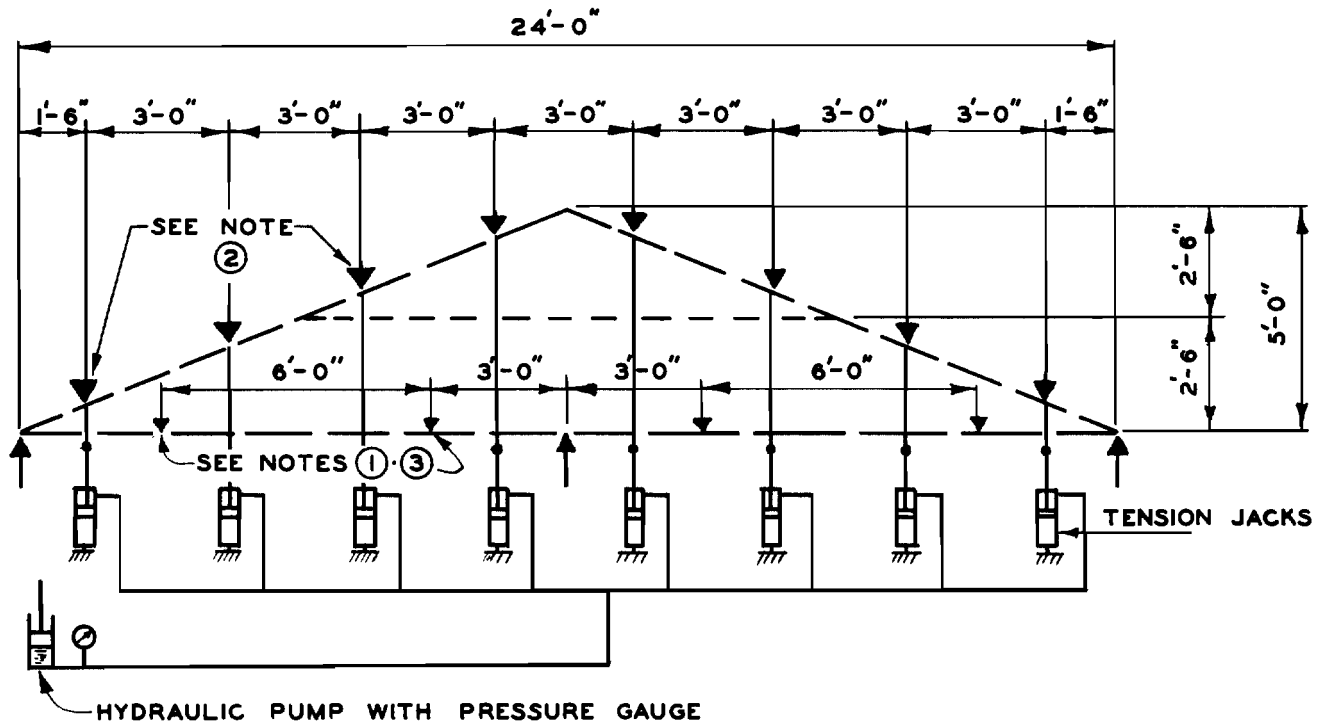 24'-0"
1'-6" 3'-0" 3'-0" 3'-0" 3'-0" 3'-0" 3'-0" 3'-0" 1'-6"
SEE NOTE
2
2'-6"
5'-0"
2'-6"
6'-0" 3'-0" 3'-0" 6'-0"
SEE NOTES 1 · 3
TENSION JACKS
HYDRAULIC PUMP WITH PRESSURE GAUGE